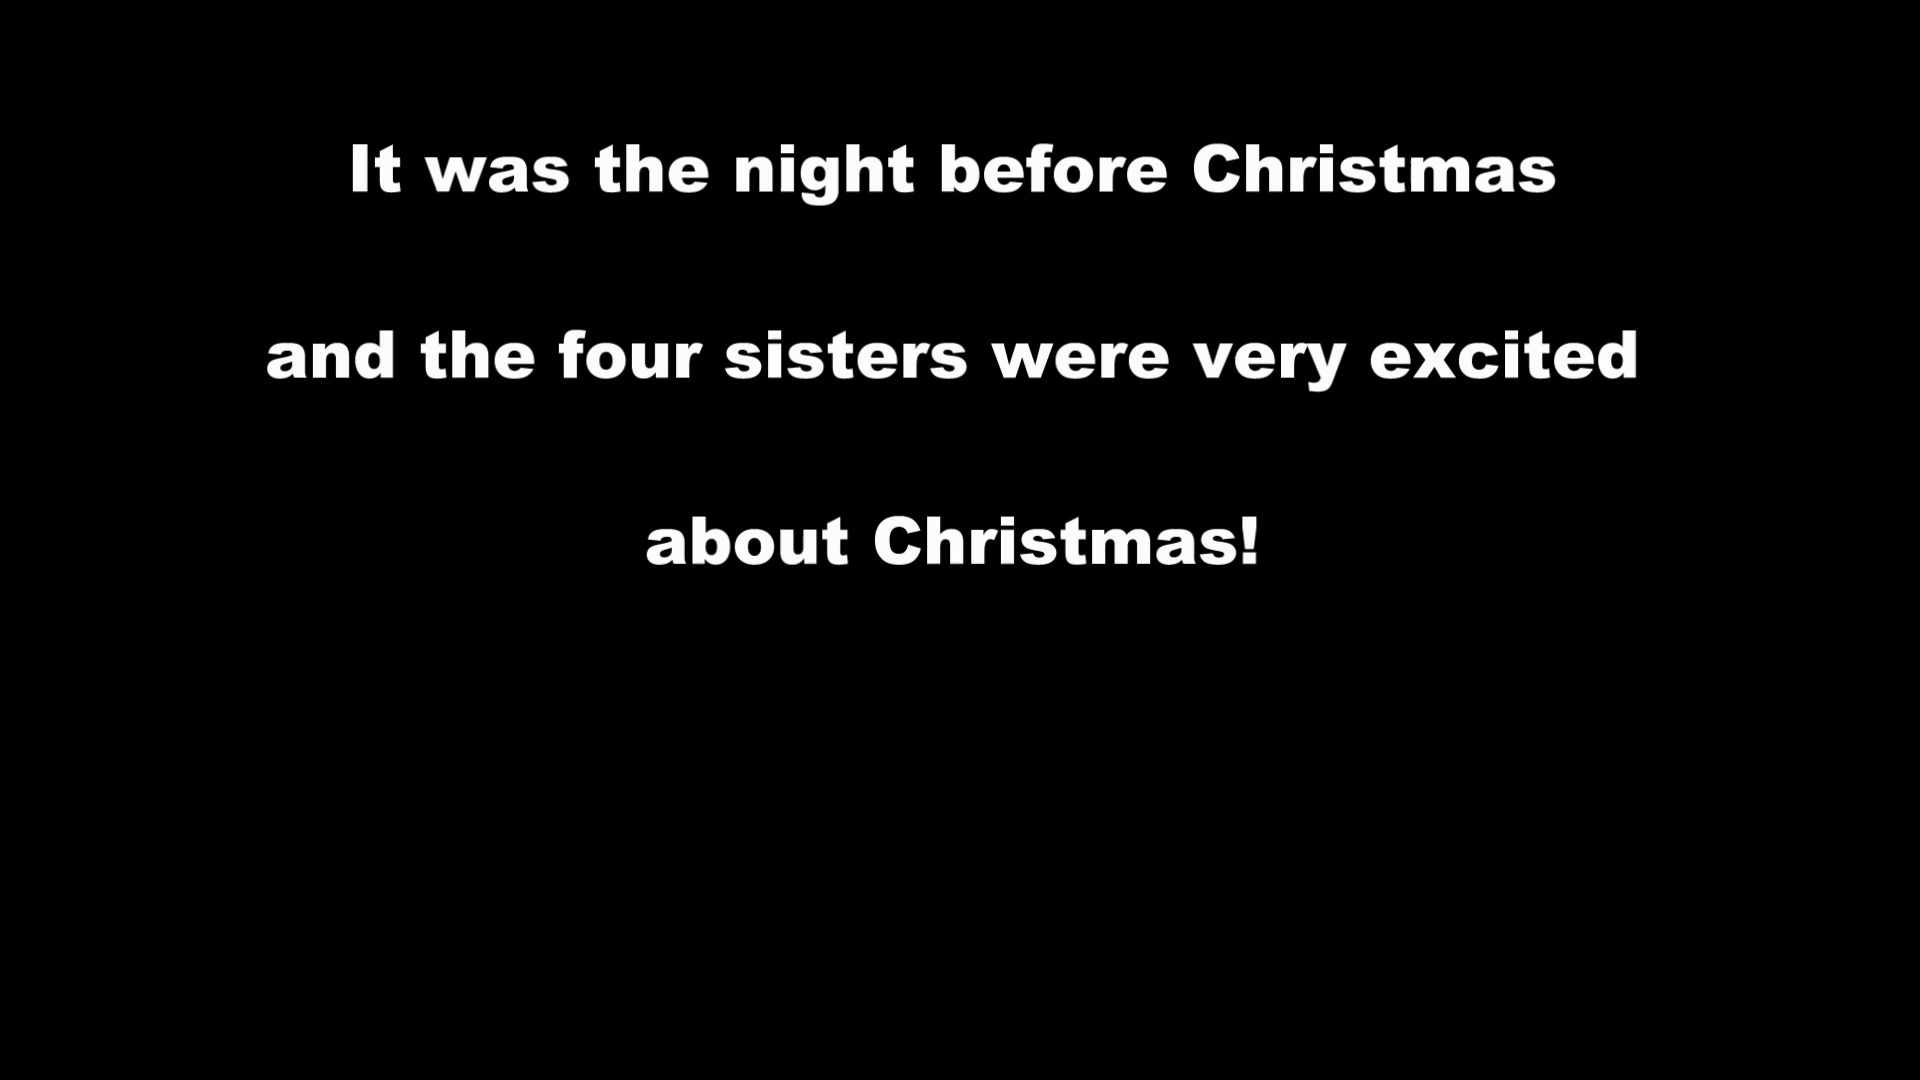 It was the night before Christmas
and the four sisters were very excited
about Christmas!